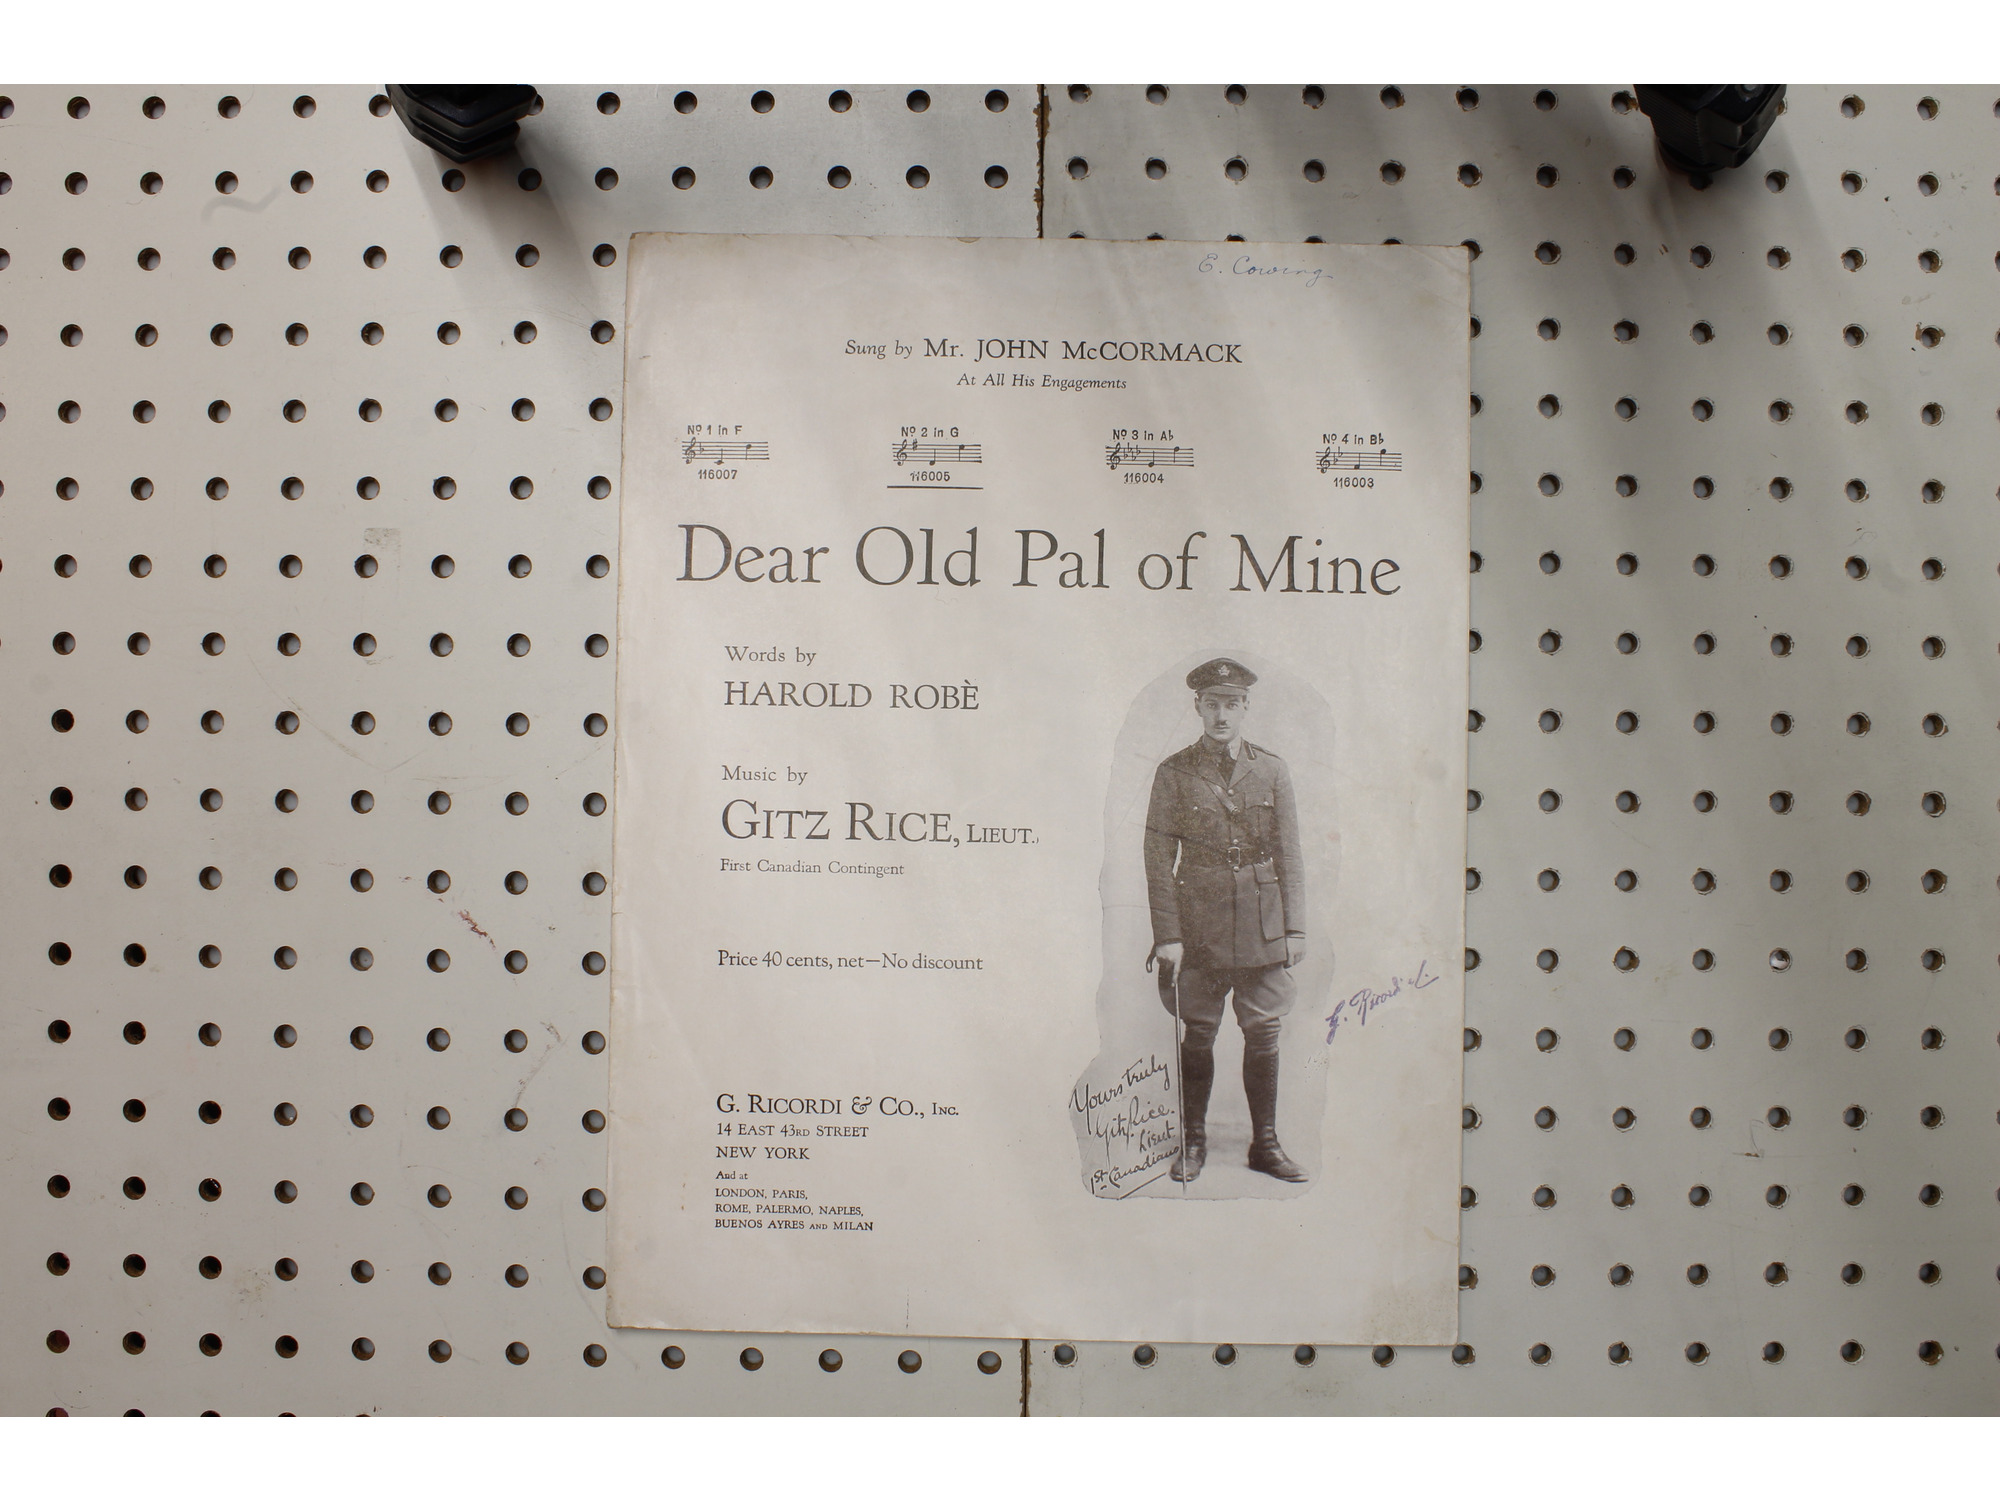 E. Cowing
Sung by Mr. JOHN McCORMACK
At All His Engagements
Nº 1 in F
116007
Nº 2 in G
116005
Nº 3 in A♭
116004
Nº 4 in B♭
116003
Dear Old Pal of Mine
Words by
HAROLD ROBÈ
Music by
GITZ RICE, LIEUT.,
First Canadian Contingent
Price 40 cents, net—No discount
G. Ricordi
Yours truly
Gitz Rice.
Lieut
1st Canadians
G. RICORDI & CO., INC.
14 EAST 43RD STREET
NEW YORK
And at
LONDON, PARIS,
ROME, PALERMO, NAPLES,
BUENOS AYRES AND MILAN